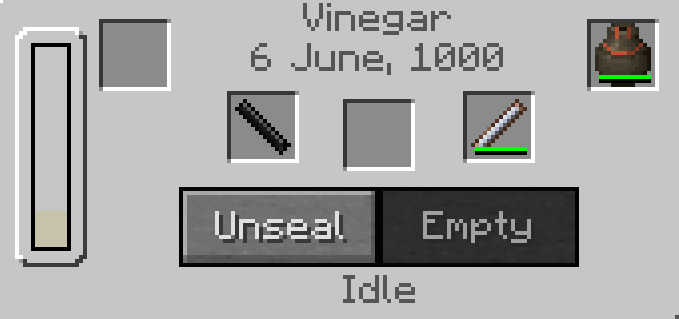 Vinegar
6 June, 1000
Unseal
Empty
Idle